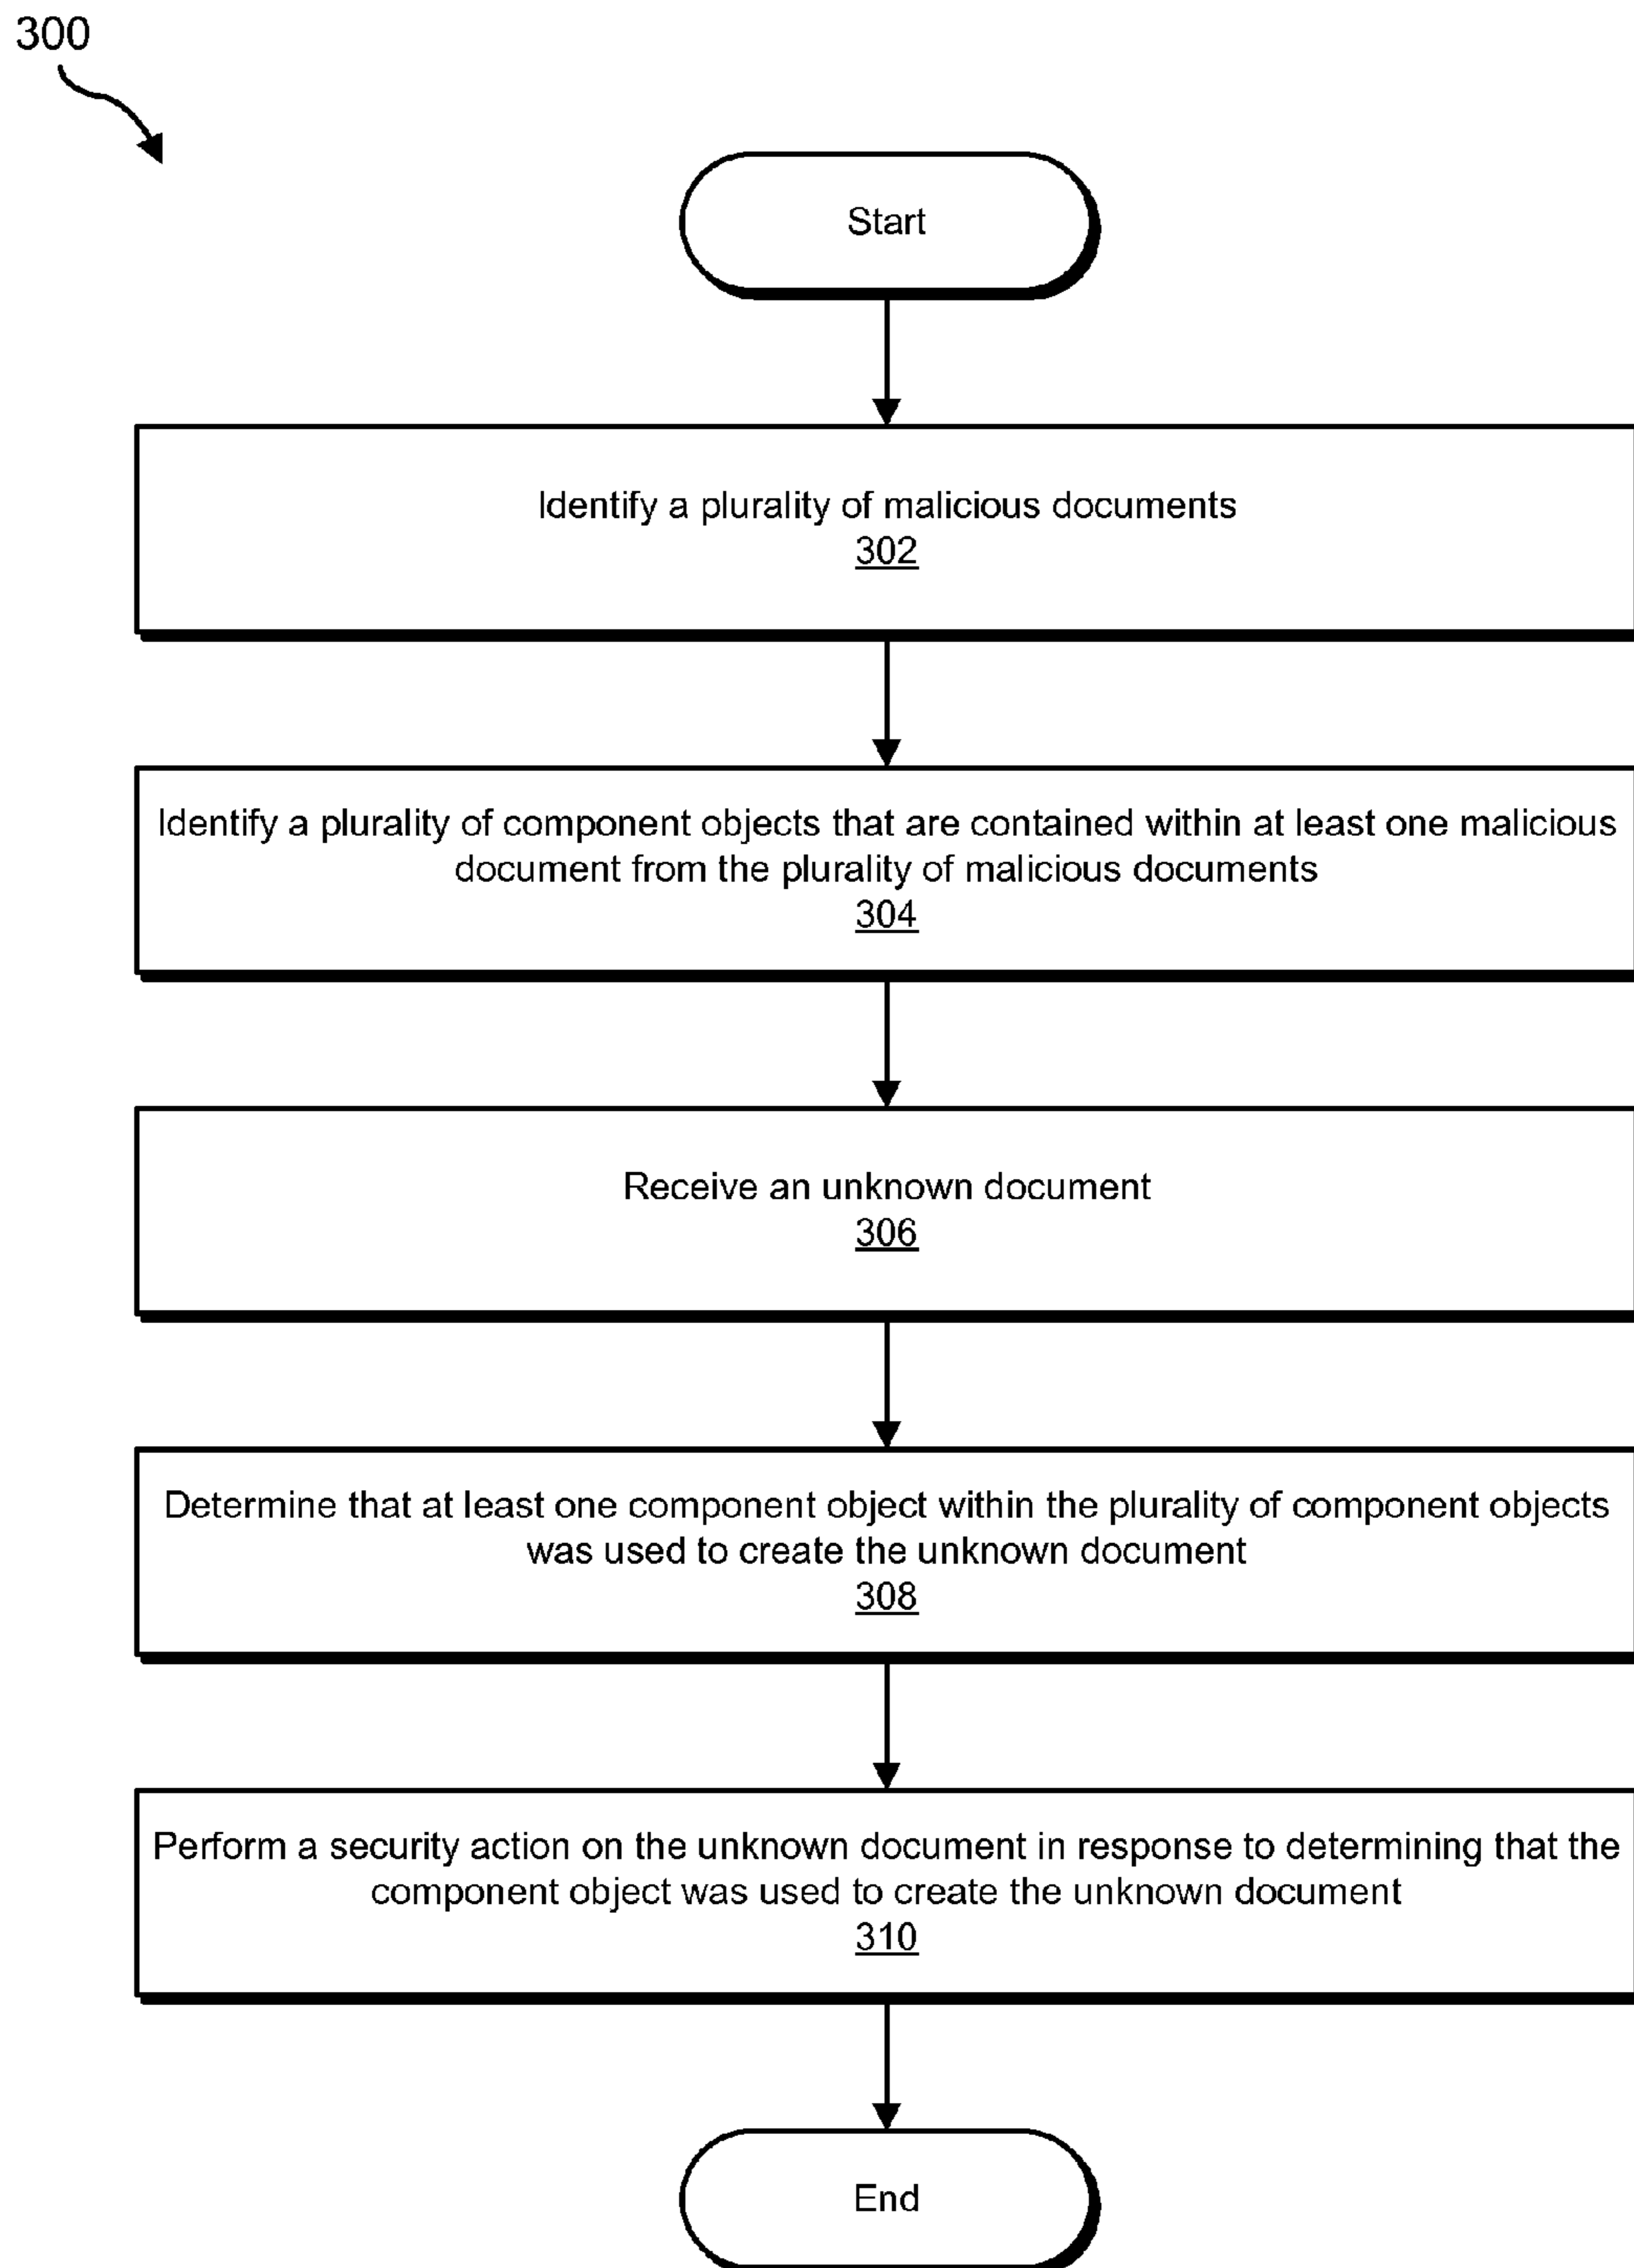 300
Start
Identify a plurality of malicious documents
302
Identify a plurality of component objects that are contained within at least one malicious
document from the plurality of malicious documents
304
Receive an unknown document
306
Determine that at least one component object within the plurality of component objects
was used to create the unknown document
308
Perform a security action on the unknown document in response to determining that the
component object was used to create the unknown document
310
End